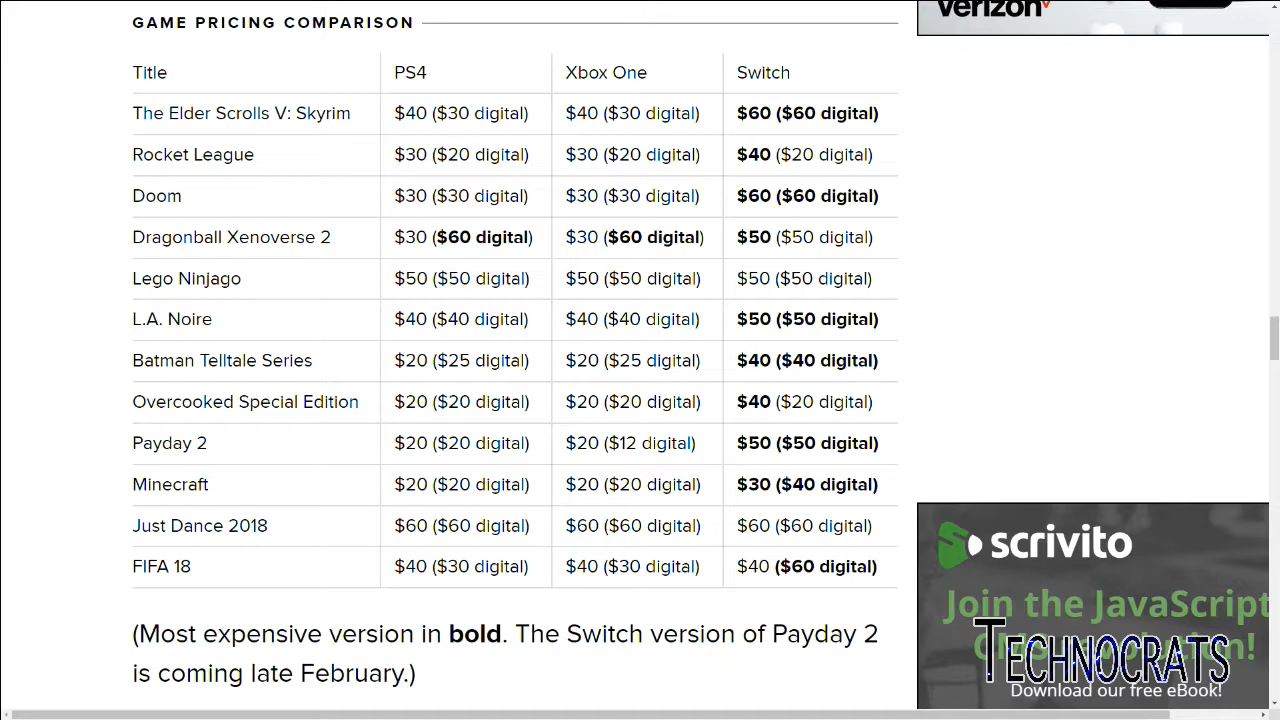 verizon
GAME PRICING COMPARISON
Title PS4 Xbox One Switch
The Elder Scrolls V: Skyrim $40 ($30 digital) $40 ($30 digital) $60 ($60 digital)
Rocket League $30 ($20 digital) $30 ($20 digital) $40 ($20 digital)
Doom $30 ($30 digital) $30 ($30 digital) $60 ($60 digital)
Dragonball Xenoverse 2 $30 ($60 digital) $30 ($60 digital) $50 ($50 digital)
Lego Ninjago $50 ($50 digital) $50 ($50 digital) $50 ($50 digital)
L.A. Noire $40 ($40 digital) $40 ($40 digital) $50 ($50 digital)
Batman Telltale Series $20 ($25 digital) $20 ($25 digital) $40 ($40 digital)
Overcooked Special Edition $20 ($20 digital) $20 ($20 digital) $40 ($20 digital)
Payday 2 $20 ($20 digital) $20 ($12 digital) $50 ($50 digital)
Minecraft $20 ($20 digital) $20 ($20 digital) $30 ($40 digital)
Just Dance 2018 $60 ($60 digital) $60 ($60 digital) $60 ($60 digital)
FIFA 18 $40 ($30 digital) $40 ($30 digital) $40 ($60 digital)
(Most expensive version in bold. The Switch version of Payday 2
is coming late February.)
scrivito
Join the JavaScript
TECHNOCRATS
Download our free eBook!